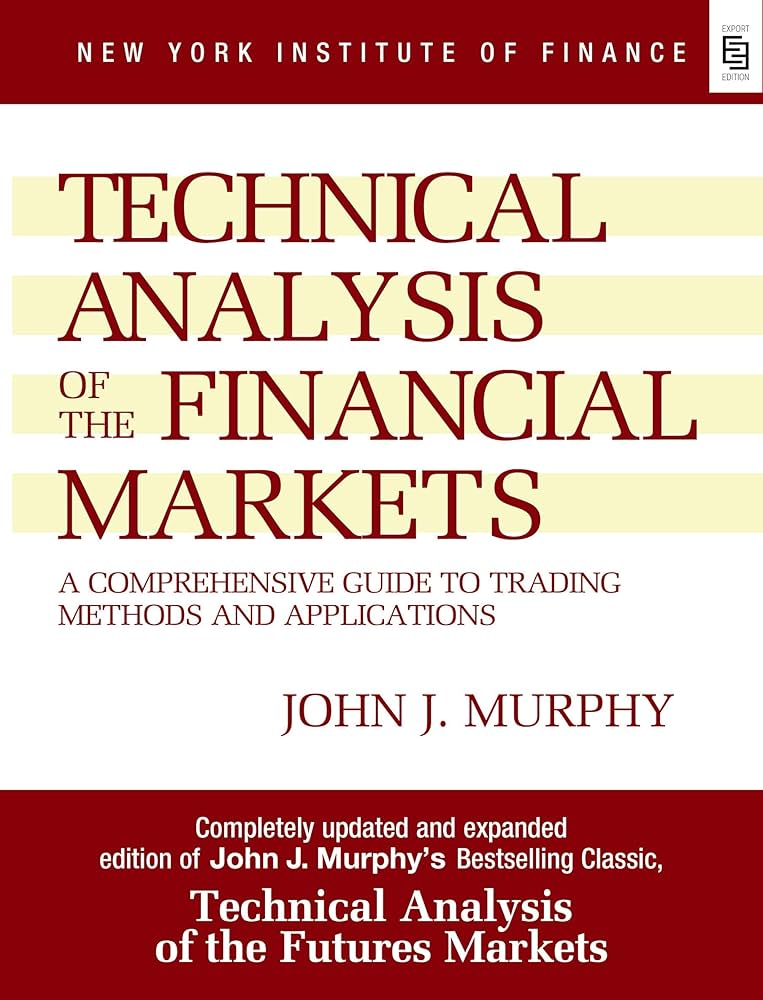 NEW YORK INSTITUTE OF FINANCE
EXPORT
EDITION
TECHNICAL
ANALYSIS
OF THE FINANCIAL
MARKETS
A COMPREHENSIVE GUIDE TO TRADING
METHODS AND APPLICATIONS
JOHN J. MURPHY
Completely updated and expanded
edition of John J. Murphy's Bestselling Classic,
Technical Analysis
of the Futures Markets